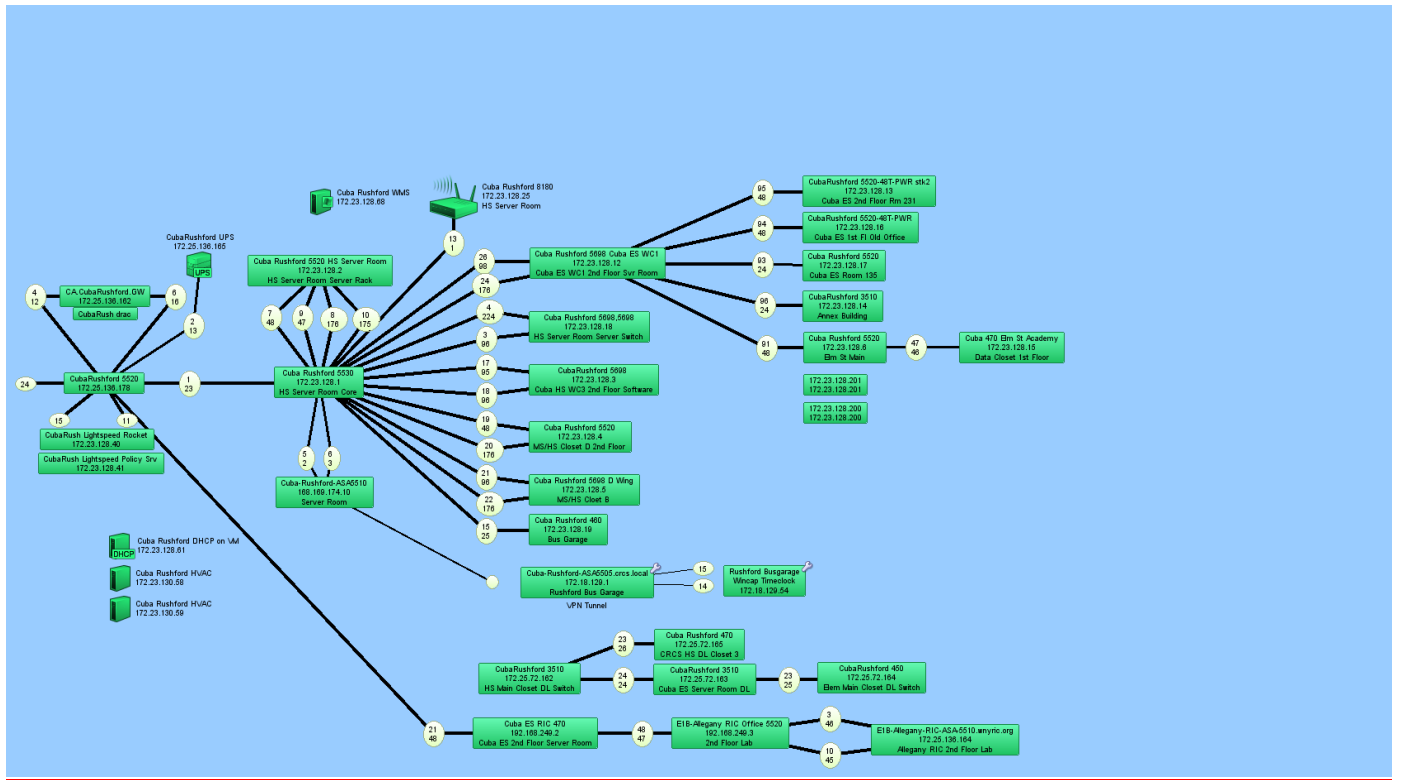 CubaRushford 5520-48T-PWR stk2
172.23.128.13
Cuba ES 2nd Floor Rm 231
95
48
Cuba Rushford WMS
172.23.128.68
Cuba Rushford 8180
172.23.128.25
HS Server Room
CubaRushford 5520-48T-PWR
172.23.128.16
Cuba ES 1st Fl Old Office
94
48
CubaRushford UPS
172.25.136.165
UPS
13
1
Cuba Rushford 5520 HS Server Room
172.23.128.2
HS Server Room Server Rack
26
98
Cuba Rushford 5698 Cuba ES WC1
172.23.128.12
Cuba ES WC1 2nd Floor Svr Room
93
24
Cuba Rushford 5520
172.23.128.17
Cuba ES Room 135
24
176
4
12
CA.CubaRushford.GW
172.25.136.162
CubaRush drac
6
16
2
13
7
48
9
47
8
176
10
175
4
224
CubaRushford 5698,5698
172.23.128.18
HS Server Room Server Switch
96
24
CubaRushford 3510
172.23.128.14
Annex Building
3
96
91
48
Cuba Rushford 5520
172.23.128.6
Elm St Main
47
46
Cuba 470 Elm St Academy
172.23.128.15
Data Closet 1st Floor
24
CubaRushford 5520
172.25.136.178
1
23
Cuba Rushford 5530
172.23.128.1
HS Server Room Core
17
95
CubaRushford 5698
172.23.128.3
Cuba HS WC3 2nd Floor Software
18
96
172.23.128.201
172.23.128.201
172.23.128.200
172.23.128.200
15
11
CubaRush Lightspeed Rocket
172.23.128.40
CubaRush Lightspeed Policy Srv
172.23.128.41
19
48
Cuba Rushford 5520
172.23.128.4
MS/HS Closet D 2nd Floor
20
176
5
2
6
3
Cuba-Rushford-ASA5510
168.169.174.10
Server Room
21
96
Cuba Rushford 5698 D Wing
172.23.128.5
MS/HS Cloet B
22
176
15
25
Cuba Rushford 460
172.23.128.19
Bus Garage
DHCP
Cuba Rushford DHCP on VM
172.23.128.61
Cuba Rushford HVAC
172.23.130.58
Cuba Rushford HVAC
172.23.130.59
Cuba-Rushford-ASA5505.crcs.local
172.18.129.1
Rushford Bus Garage
VPN Tunnel
15
14
Rushford Busgarage
Wincap Timeclock
172.18.129.54
23
26
Cuba Rushford 470
172.25.72.165
CRCS HS DL Closet 3
CubaRushford 3510
172.25.72.162
HS Main Closet DL Switch
24
24
CubaRushford 3510
172.25.72.163
Cuba ES Server Room DL
23
25
CubaRushford 450
172.25.72.164
Elem Main Closet DL Switch
21
48
Cuba ES RIC 470
192.168.249.2
Cuba ES 2nd Floor Server Room
48
47
E1B-Allegany RIC Office 5520
192.168.249.3
2nd Floor Lab
3
46
10
45
E1B-Allegany-RIC-ASA-5510.wnyric.org
172.25.136.164
Allegany RIC 2nd Floor Lab